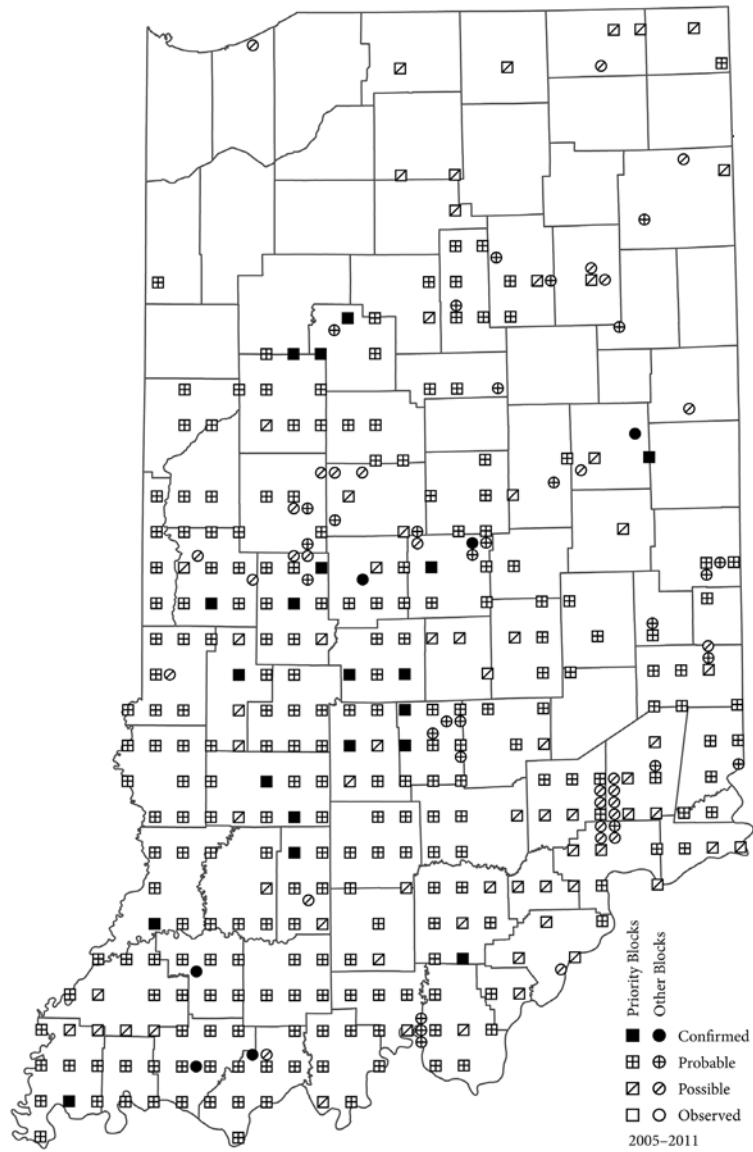 Priority Blocks
Other Blocks
Confirmed
Probable
Possible
Observed
2005–2011